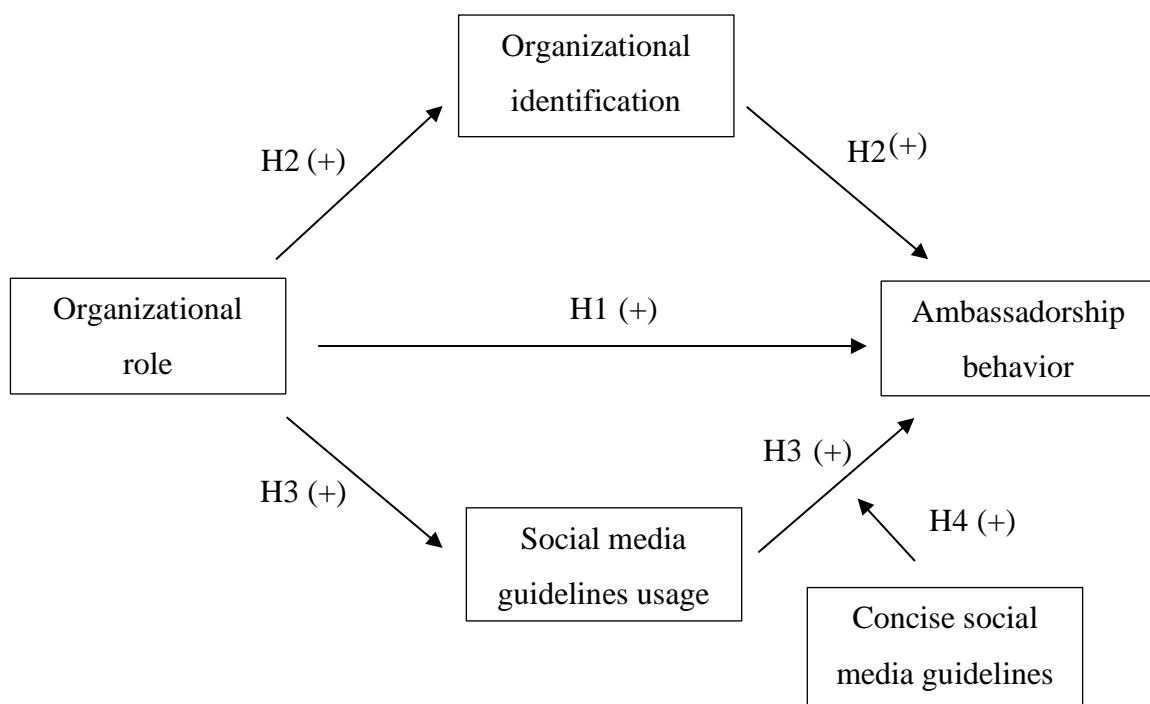 Organizational
identification
H2 (+)
H2 (+)
Organizational
role
H1 (+)
Ambassadorship
behavior
H3 (+)
H3 (+)
Social media
guidelines usage
H4 (+)
Concise social
media guidelines